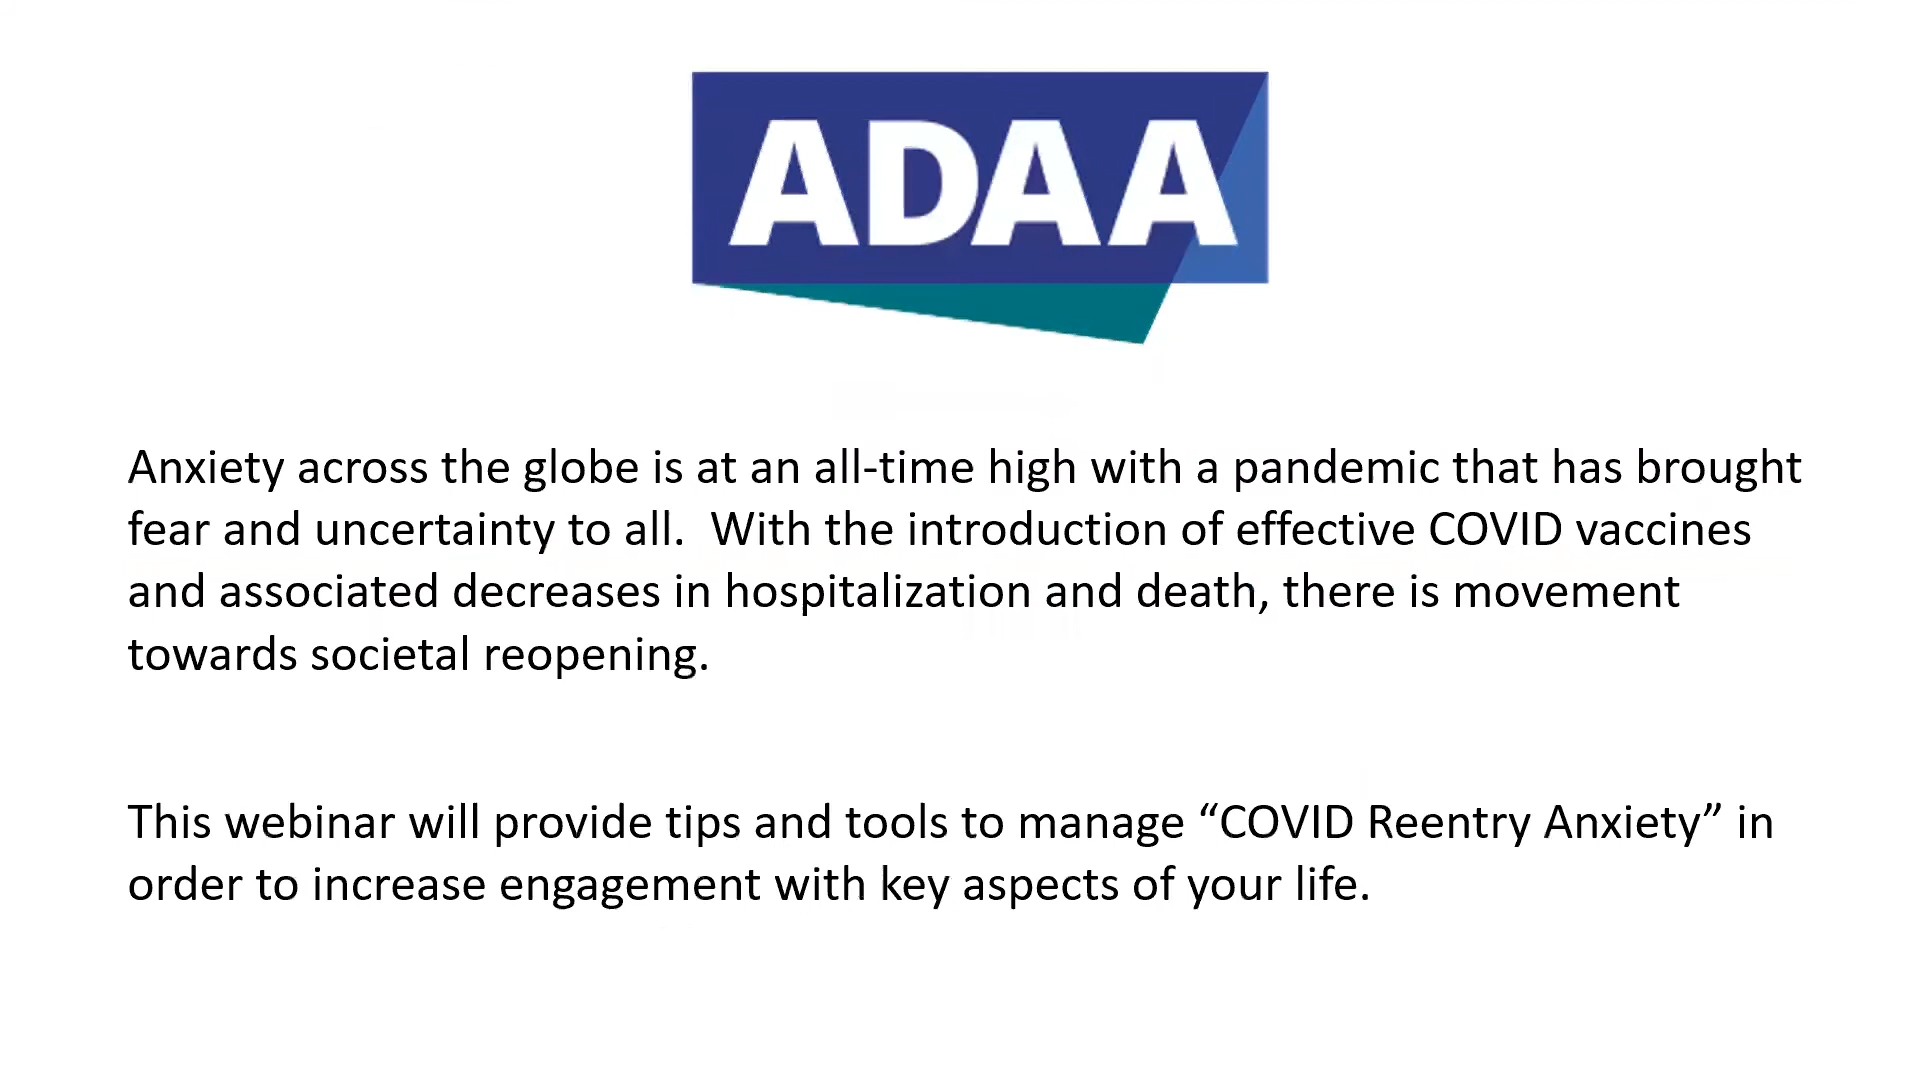 ADAA
Anxiety across the globe is at an all-time high with a pandemic that has brought
fear and uncertainty to all.  With the introduction of effective COVID vaccines
and associated decreases in hospitalization and death, there is movement
towards societal reopening.
This webinar will provide tips and tools to manage “COVID Reentry Anxiety” in
order to increase engagement with key aspects of your life.